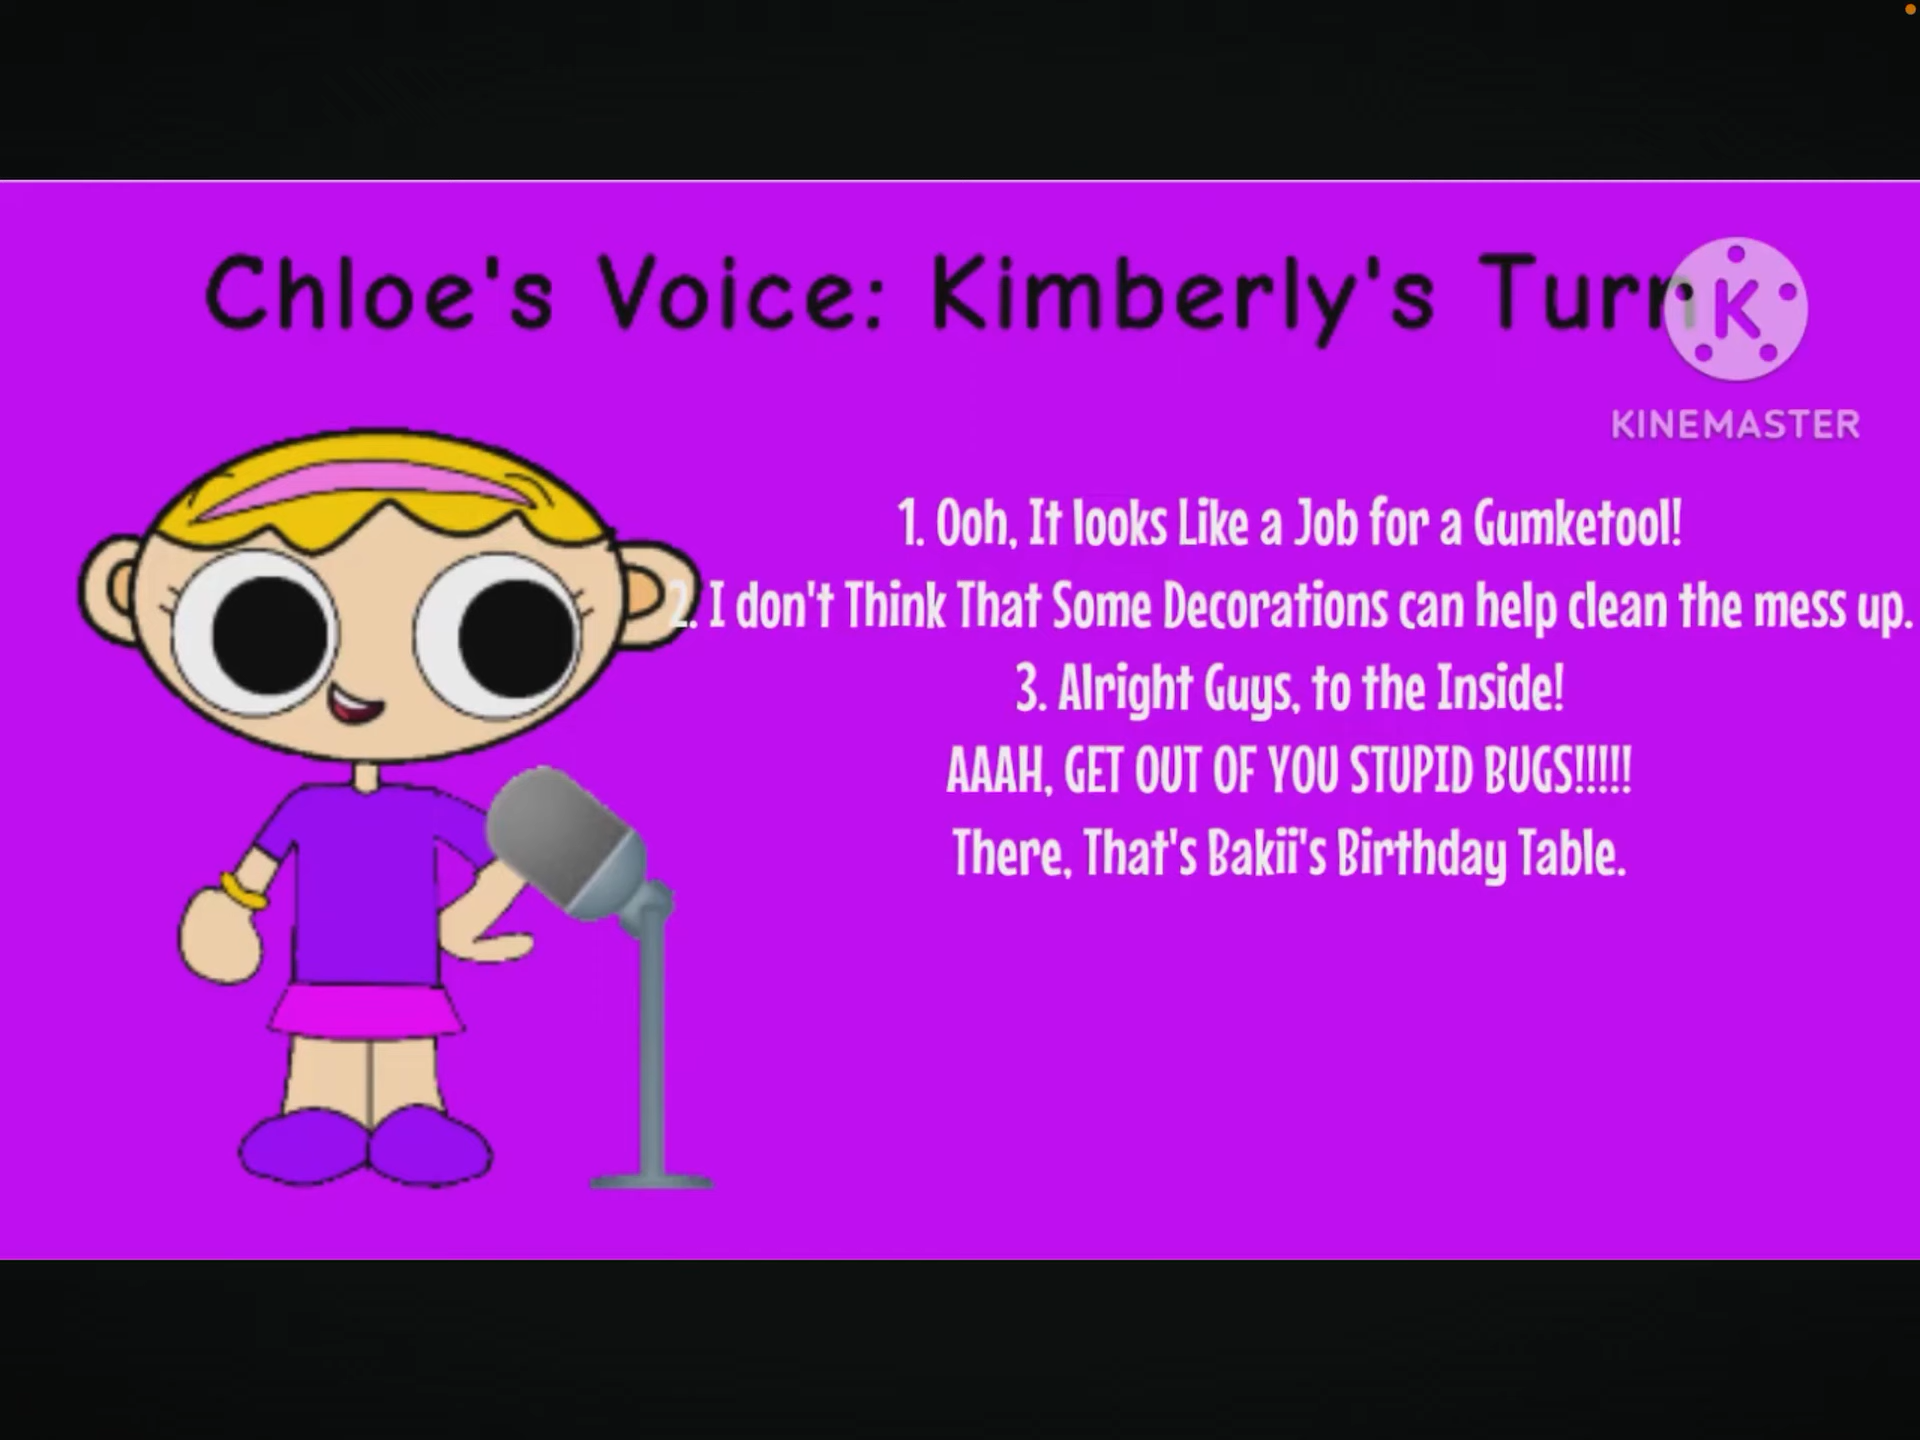 Chloe's Voice: Kimberly's Turn
K
KINEMASTER
1. Ooh, It looks Like a Job for a Gumketool!
2. I don't Think That Some Decorations can help clean the mess up.
3. Alright Guys, to the Inside!
AAAH, GET OUT OF YOU STUPID BUGS!!!!!
There, That's Bakii's Birthday Table.